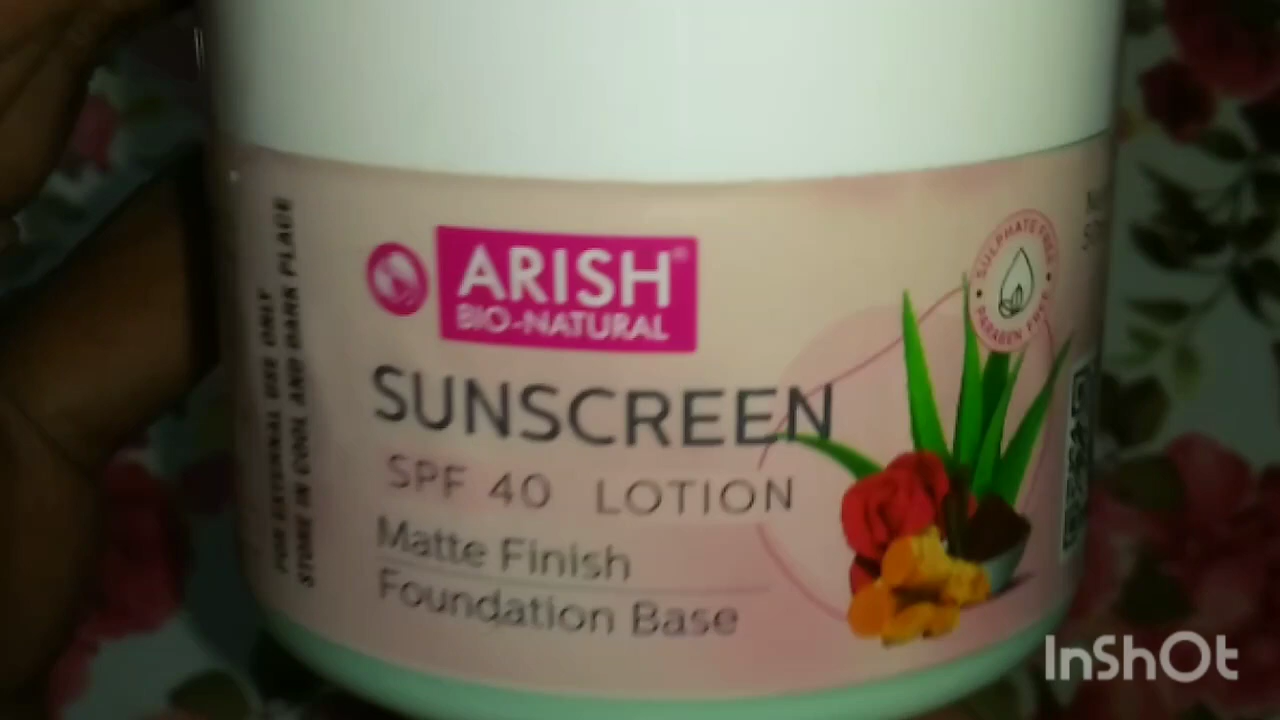 ARISH
BIO-NATURAL
SUNSCREEN
SPF 40 LOTION
Matte Finish
Foundation Base
FOR EXTERNAL USE ONLY
STORE IN COOL AND DARK PLACE
SULPHATE FREE
PARABEN FREE
InShOt